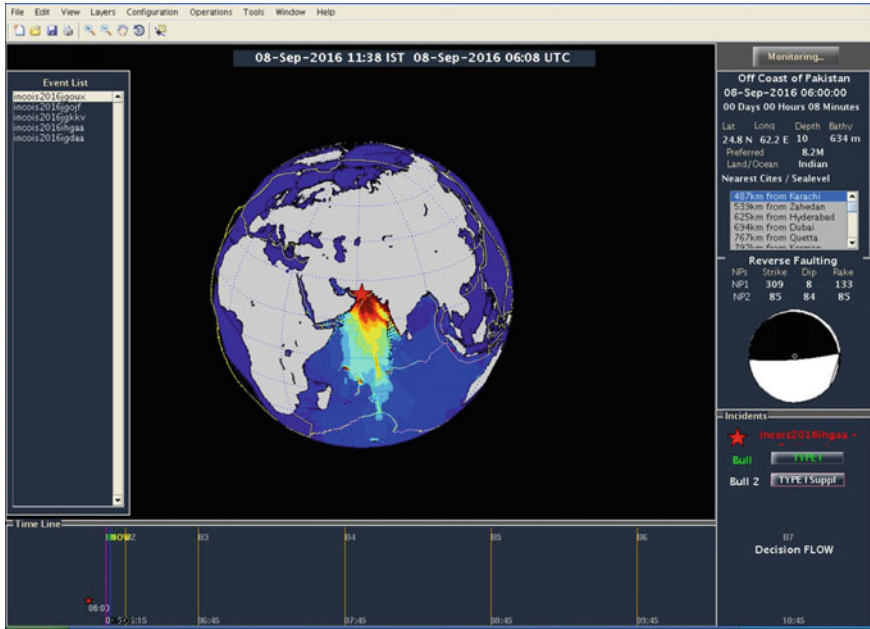 File Edit View Layers Configuration Operations Tools Window Help
08-Sep-2016 11:38 IST 08-Sep-2016 06:08 UTC
Monitoring...
Event List
incois2016jgoux
incois2016jgojf
incois2016jgkkv
incois2016ihgaa
incois2016igdaa
Off Coast of Pakistan
08-Sep-2016 06:00:00
00 Days 00 Hours 08 Minutes
Lat Long Depth Bathy
24.8 N 62.2 E 10 634 m
Preferred 8.2M
Land/Ocean Indian
Nearest Cites / Sealevel
487km from Karachi
539km from Zahedan
625km from Hyderabad
694km from Dubai
767km from Quetta
792km from Kerman
Reverse Faulting
NPs Strike Dip Rake
NP1 309 8 133
NP2 85 84 85
Incidents
incois2016ihgaa
Bull TYPE I
Bull 2 TYPE I Suppl
Time Line
NOW B3 B4 B5 B6 B7
Decision FLOW
06:00
06:45 07:45 08:45 09:45 10:45